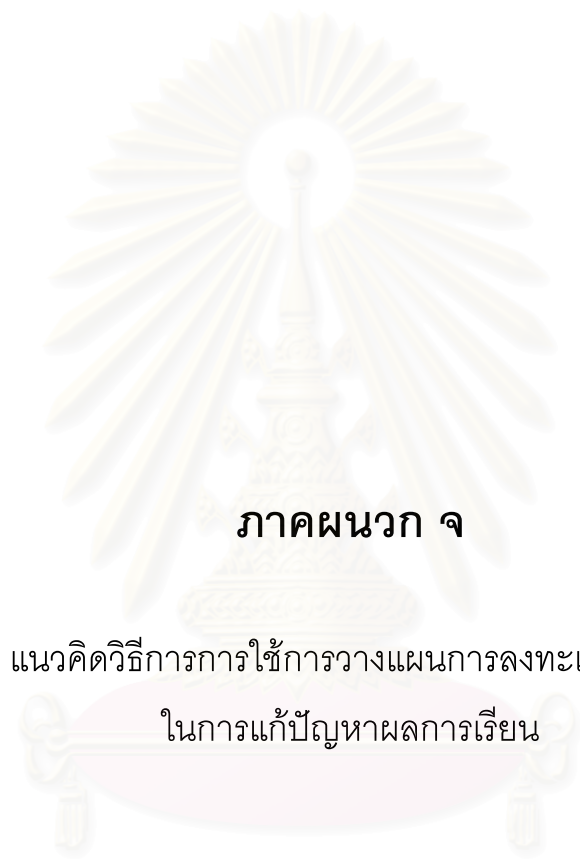 ภาคผนวก จ
แนวคิดวิธีการการใช้การวางแผนการลงทะเ
ในการแก้ปัญหาผลการเรียน